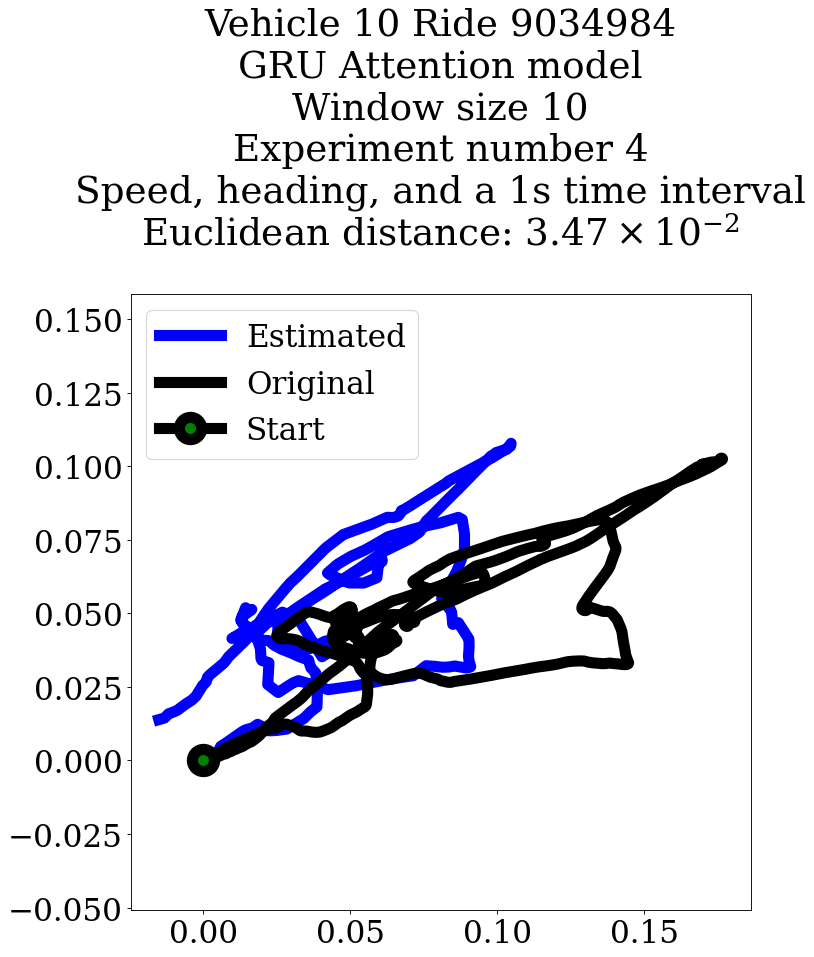 Vehicle 10 Ride 9034984
GRU Attention model
Window size 10
Experiment number 4
Speed, heading, and a 1s time interval
Euclidean distance: 3.47 × 10⁻²
0.150
0.125
0.100
0.075
0.050
0.025
0.000
−0.025
−0.050
Estimated
Original
Start
0.00 0.05 0.10 0.15